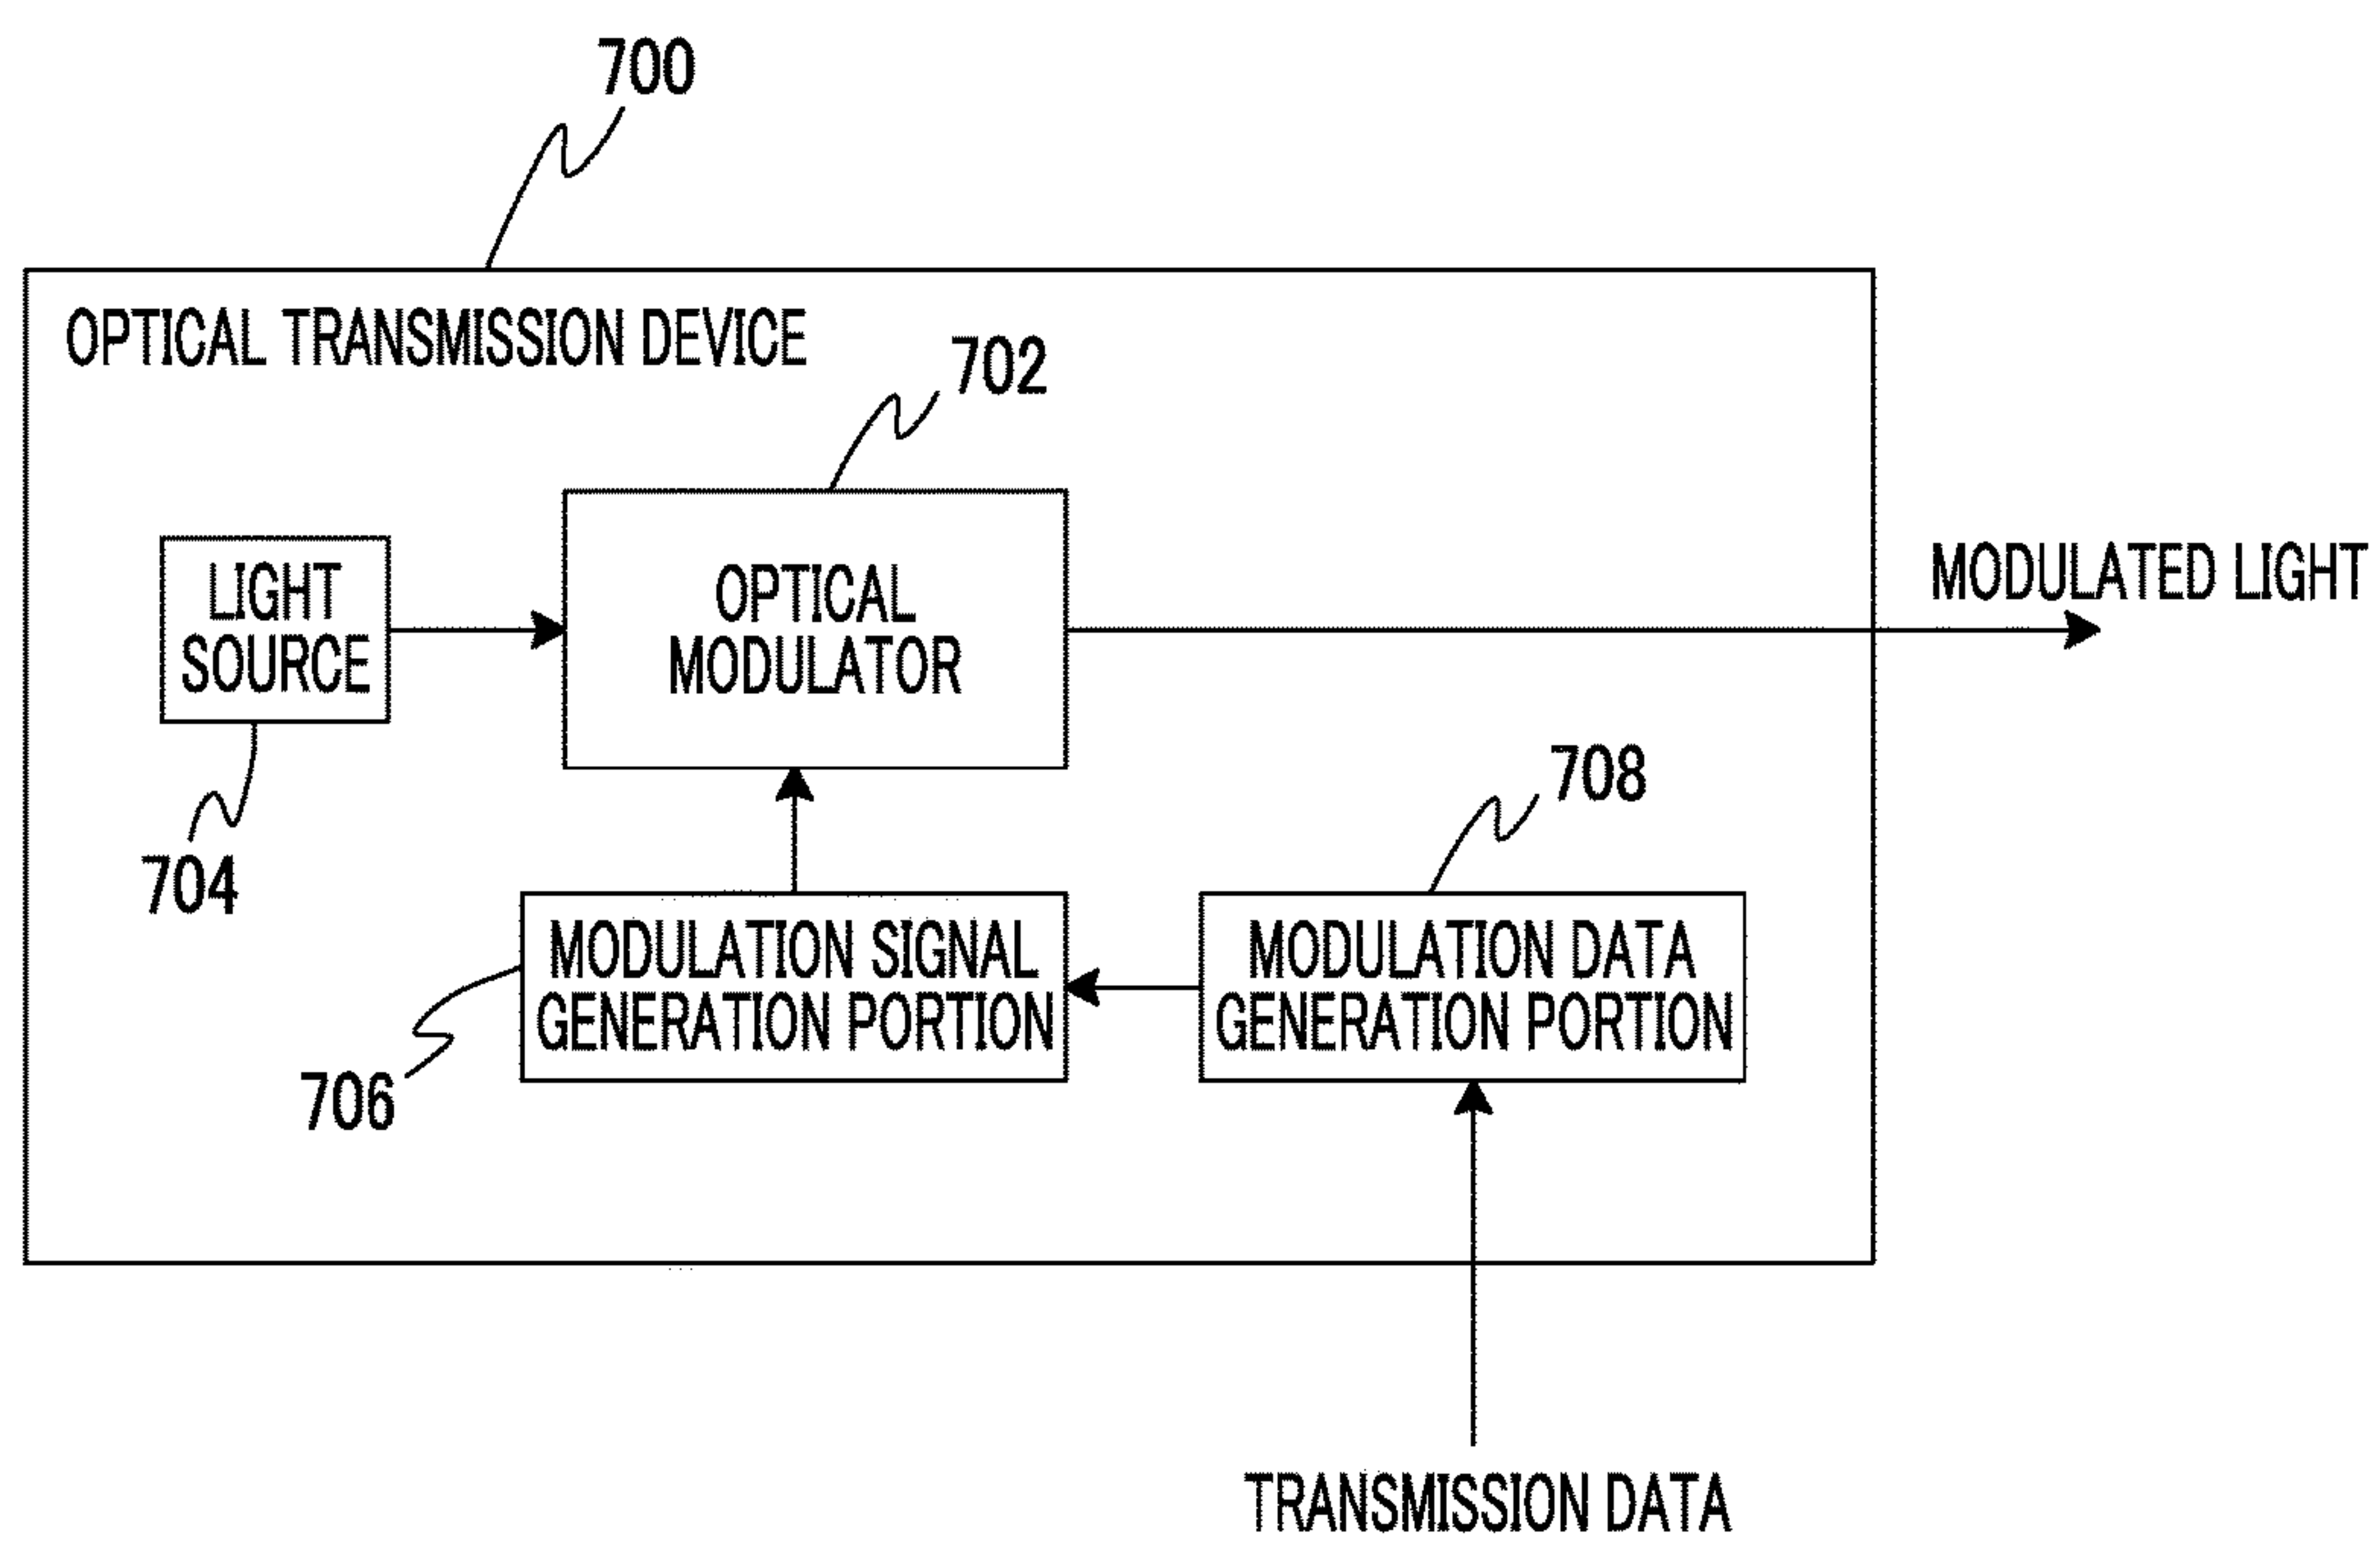 700
OPTICAL TRANSMISSION DEVICE
702
LIGHT
SOURCE
OPTICAL
MODULATOR
MODULATED LIGHT
704
708
MODULATION SIGNAL
GENERATION PORTION
MODULATION DATA
GENERATION PORTION
706
TRANSMISSION DATA